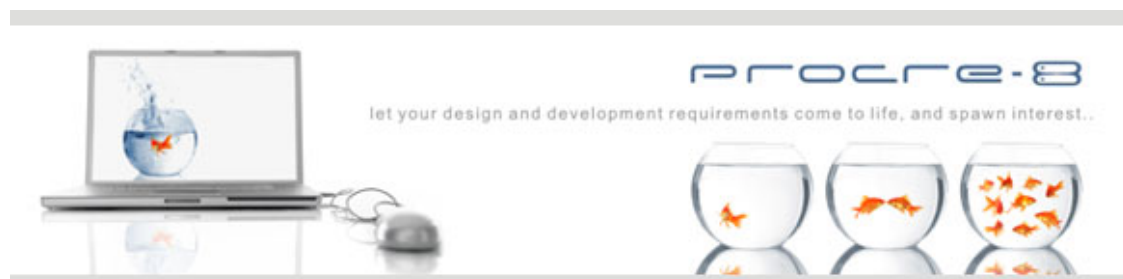 procre-8
let your design and development requirements come to life, and spawn interest..